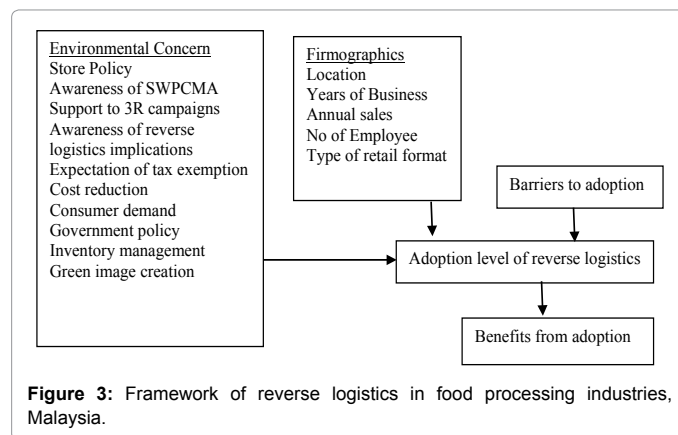 Environmental Concern
Store Policy
Awareness of SWPCMA
Support to 3R campaigns
Awareness of reverse
logistics implications
Expectation of tax exemption
Cost reduction
Consumer demand
Government policy
Inventory management
Green image creation
Firmographics
Location
Years of Business
Annual sales
No of Employee
Type of retail format
Barriers to adoption
Adoption level of reverse logistics
Benefits from adoption
Figure 3: Framework of reverse logistics in food processing industries,
Malaysia.